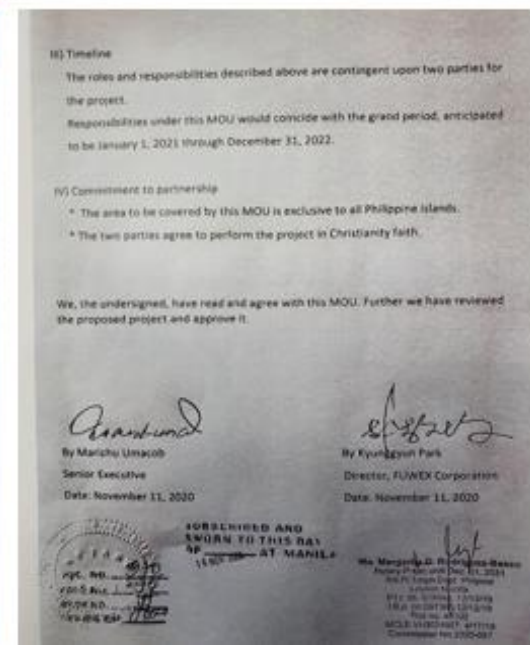 III) Timeline
The roles and responsibilities described above are contingent upon two parties for
the project.
Responsibilities under this MOU would coincide with the grand period, anticipated
to be January 1, 2021 through December 31, 2022.
IV) Commitment to partnership
* The area to be covered by this MOU is exclusive to all Philippine Islands.
* The two parties agree to perform the project in Christianity faith.
We, the undersigned, have read and agree with this MOU. Further we have reviewed
the proposed project and approve it.
By Marichu Umacob
Senior Executive
Date: November 11, 2020
By Kyunggyun Park
Director, FUWEX Corporation
Date: November 11, 2020
SUBSCRIBED AND
SWORN TO THIS DAY
OF AT MANILA